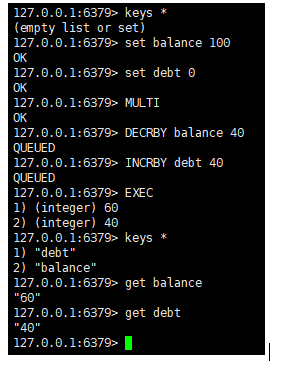 127.0.0.1:6379> keys *
(empty list or set)
127.0.0.1:6379> set balance 100
OK
127.0.0.1:6379> set debt 0
OK
127.0.0.1:6379> MULTI
OK
127.0.0.1:6379> DECRBY balance 40
QUEUED
127.0.0.1:6379> INCRBY debt 40
QUEUED
127.0.0.1:6379> EXEC
1) (integer) 60
2) (integer) 40
127.0.0.1:6379> keys *
1) "debt"
2) "balance"
127.0.0.1:6379> get balance
"60"
127.0.0.1:6379> get debt
"40"
127.0.0.1:6379>